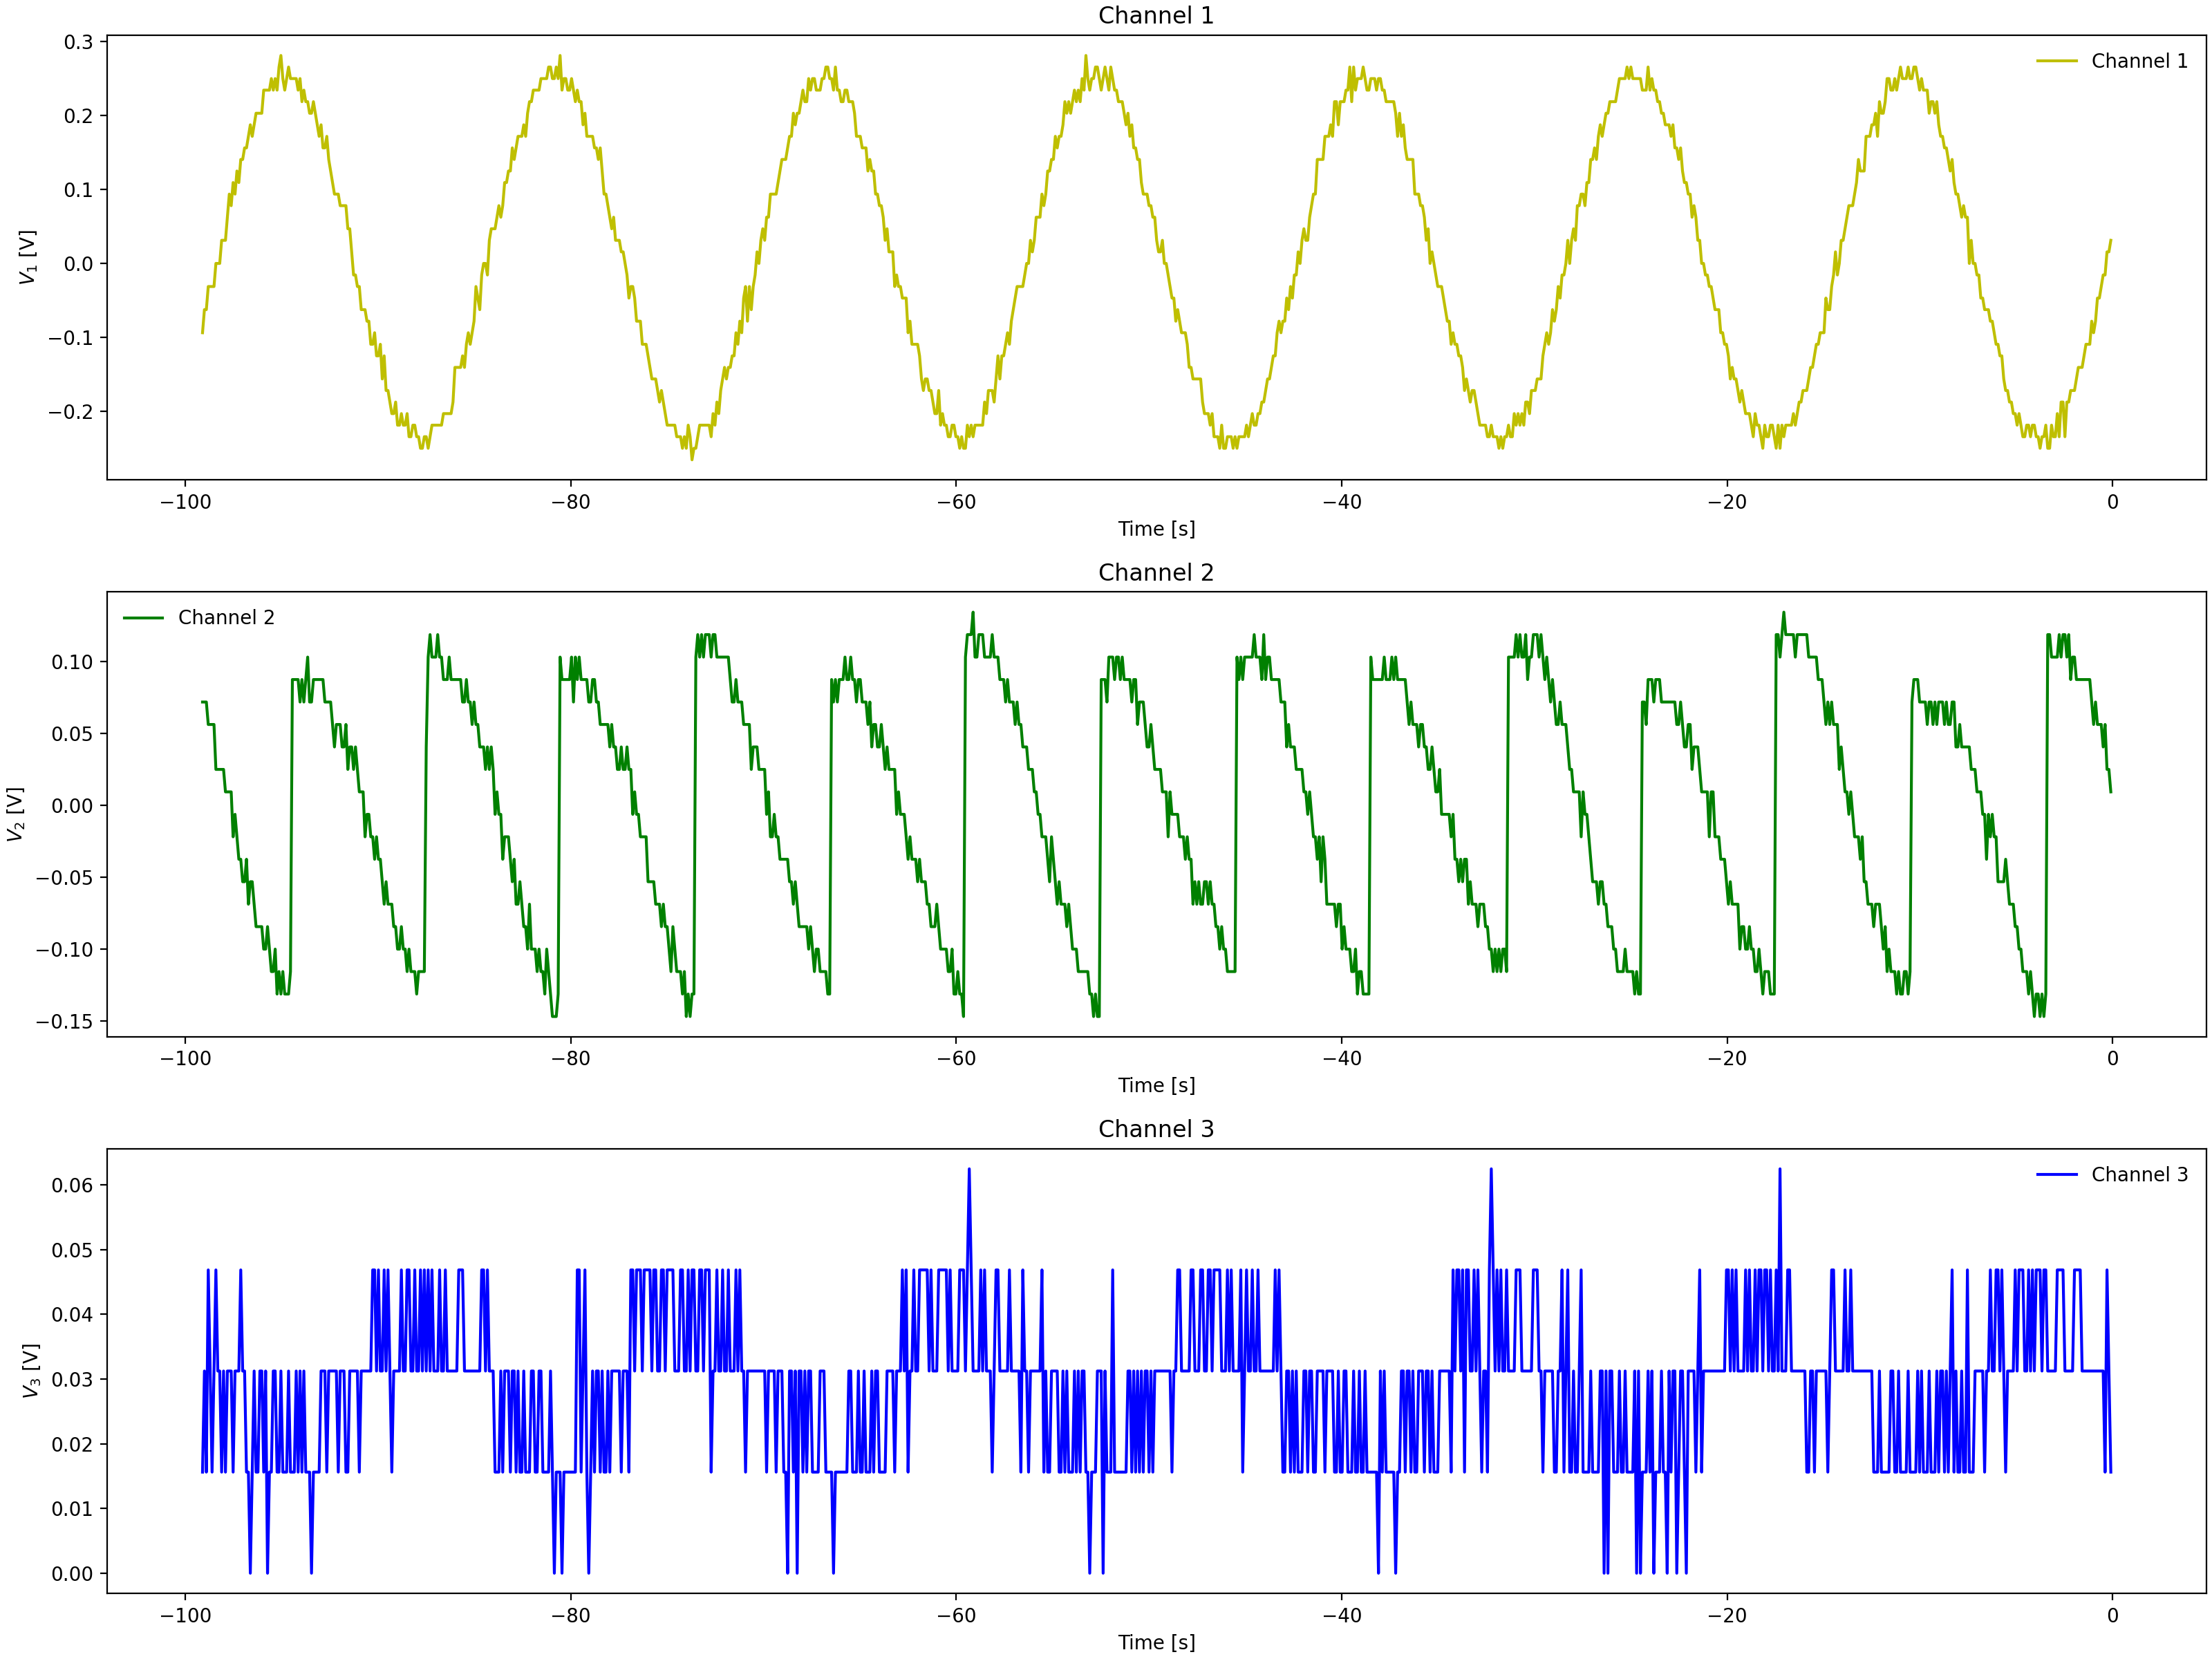 Channel 1
0.3
0.2
0.1
0.0
−0.1
−0.2
V₁ [V]
Channel 1
−100 −80 −60 −40 −20 0
Time [s]
Channel 2
0.10
0.05
0.00
−0.05
−0.10
−0.15
V₂ [V]
Channel 2
−100 −80 −60 −40 −20 0
Time [s]
Channel 3
0.06
0.05
0.04
0.03
0.02
0.01
0.00
V₃ [V]
Channel 3
−100 −80 −60 −40 −20 0
Time [s]